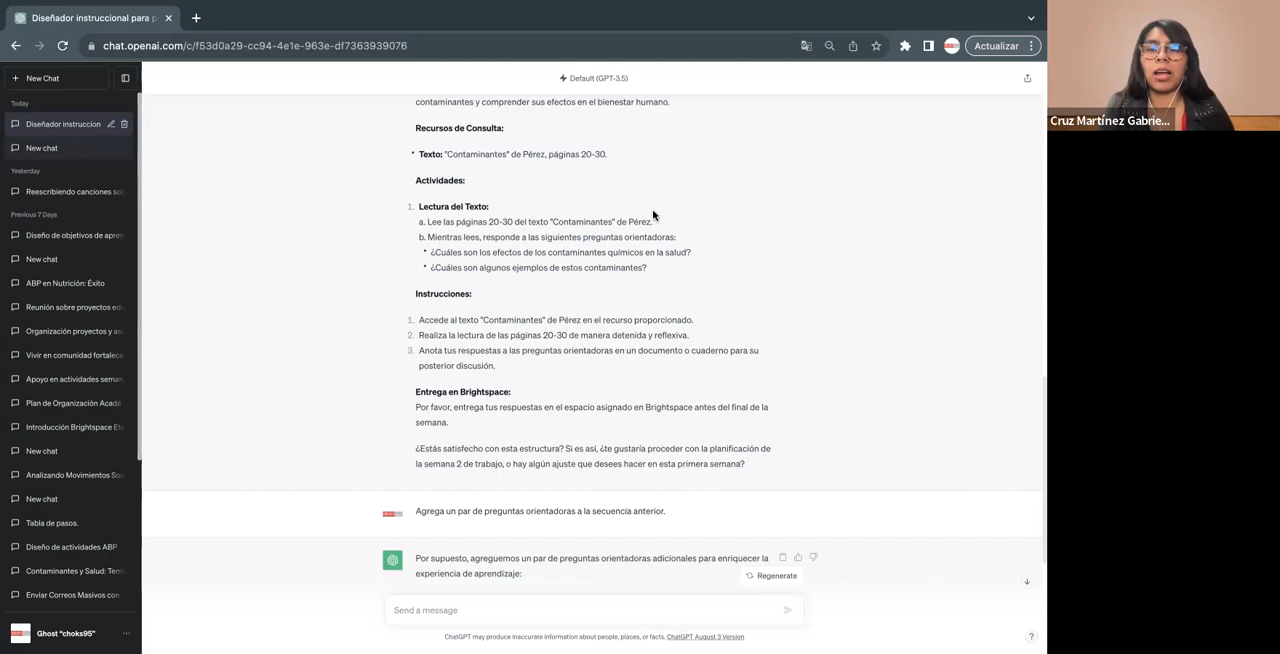 Diseñador instruccional para p
chat.openai.com/c/f53d0a29-cc94-4e1e-963e-df7363939076
Actualizar
Cruz Martínez Gabrie...
New Chat
Today
Diseñador instruccion
New chat
Yesterday
Reescribiendo canciones so
Previous 7 Days
Diseño de objetivos de apre
New chat
ABP en Nutrición: Éxito
Reunión sobre proyectos edu
Organización proyectos y as
Vivir en comunidad fortalece
Apoyo en actividades seman
Plan de Organización Acadé
Introducción Brightspace Et
New chat
Analizando Movimientos So
New chat
Tabla de pasos.
Diseño de actividades ABP
Contaminantes y Salud: Tem
Enviar Correos Masivos con
Ghost "choks95"
Default (GPT-3.5)
contaminantes y comprender sus efectos en el bienestar humano.
Recursos de Consulta:
• Texto: "Contaminantes" de Pérez, páginas 20-30.
Actividades:
1. Lectura del Texto:
a. Lee las páginas 20-30 del texto "Contaminantes" de Pérez.
b. Mientras lees, responde a las siguientes preguntas orientadoras:
• ¿Cuáles son los efectos de los contaminantes químicos en la salud?
• ¿Cuáles son algunos ejemplos de estos contaminantes?
Instrucciones:
1. Accede al texto "Contaminantes" de Pérez en el recurso proporcionado.
2. Realiza la lectura de las páginas 20-30 de manera detenida y reflexiva.
3. Anota tus respuestas a las preguntas orientadoras en un documento o cuaderno para su
posterior discusión.
Entrega en Brightspace:
Por favor, entrega tus respuestas en el espacio asignado en Brightspace antes del final de la
semana.
¿Estás satisfecho con esta estructura? Si es así, ¿te gustaría proceder con la planificación de
la semana 2 de trabajo, o hay algún ajuste que desees hacer en esta primera semana?
Agrega un par de preguntas orientadoras a la secuencia anterior.
Por supuesto, agreguemos un par de preguntas orientadoras adicionales para enriquecer la
experiencia de aprendizaje:
Regenerate
Send a message
ChatGPT may produce inaccurate information about people, places, or facts. ChatGPT August 3 Version
?